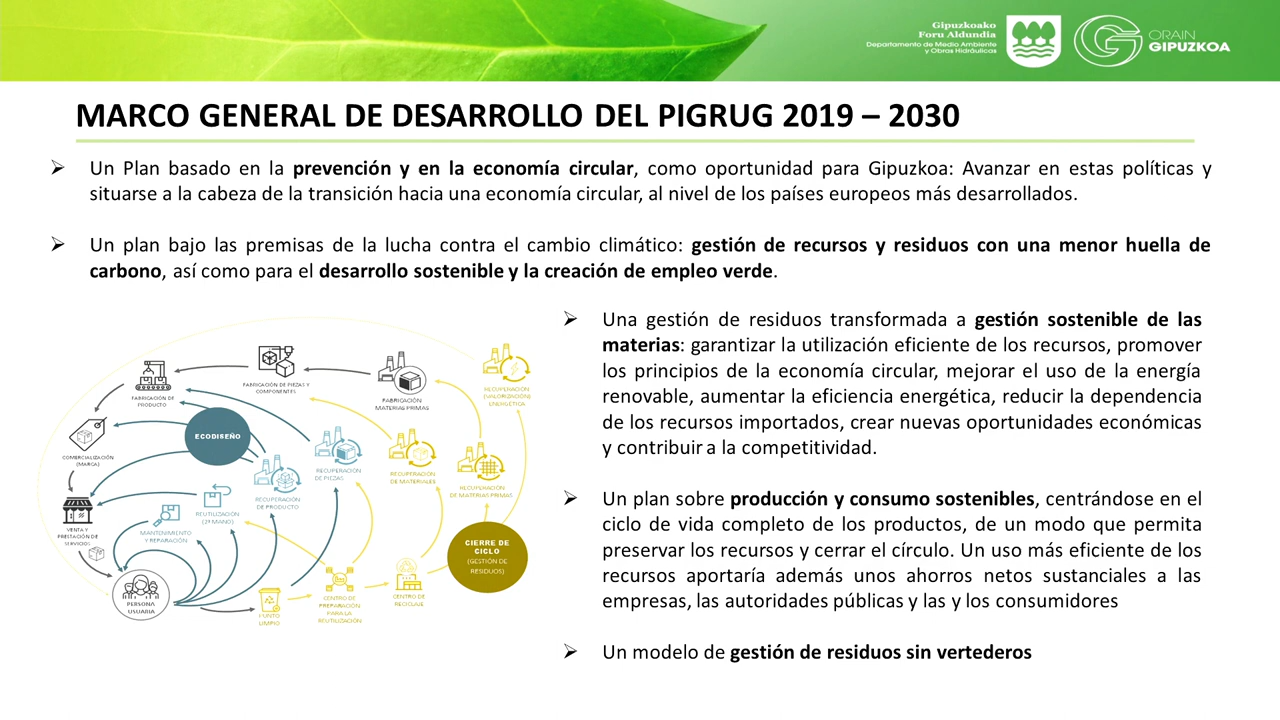 Gipuzkoako
Foru Aldundia
Departamento de Medio Ambiente
y Obras Hidráulicas
ORAIN
GIPUZKOA
MARCO GENERAL DE DESARROLLO DEL PIGRUG 2019 – 2030
➢ Un Plan basado en la prevención y en la economía circular, como oportunidad para Gipuzkoa: Avanzar en estas políticas y
situarse a la cabeza de la transición hacia una economía circular, al nivel de los países europeos más desarrollados.
➢ Un plan bajo las premisas de la lucha contra el cambio climático: gestión de recursos y residuos con una menor huella de
carbono, así como para el desarrollo sostenible y la creación de empleo verde.
FABRICACIÓN DE
PRODUCTO
FABRICACIÓN DE PIEZAS Y
COMPONENTES
FABRICACIÓN
MATERIAS PRIMAS
RECUPERACIÓN
(VALORIZACIÓN)
ENERGÉTICA
ECODISEÑO
COMERCIALIZACIÓN
(MARCA)
RECUPERACIÓN
DE PIEZAS
RECUPERACIÓN
DE MATERIALES
RECUPERACIÓN
DE MATERIAS PRIMAS
RECUPERACIÓN
DE PRODUCTO
REUTILIZACIÓN
(2ª MANO)
MANTENIMIENTO
Y REPARACIÓN
VENTA Y
PRESTACIÓN DE
SERVICIOS
CIERRE DE
CICLO
(GESTIÓN DE
RESIDUOS)
PERSONA
USUARIA
PUNTO
LIMPIO
CENTRO DE
PREPARACIÓN
PARA LA
REUTILIZACIÓN
CENTRO DE
RECICLAJE
➢ Una gestión de residuos transformada a gestión sostenible de las
materias: garantizar la utilización eficiente de los recursos, promover
los principios de la economía circular, mejorar el uso de la energía
renovable, aumentar la eficiencia energética, reducir la dependencia
de los recursos importados, crear nuevas oportunidades económicas
y contribuir a la competitividad.
➢ Un plan sobre producción y consumo sostenibles, centrándose en el
ciclo de vida completo de los productos, de un modo que permita
preservar los recursos y cerrar el círculo. Un uso más eficiente de los
recursos aportaría además unos ahorros netos sustanciales a las
empresas, las autoridades públicas y las y los consumidores
➢ Un modelo de gestión de residuos sin vertederos